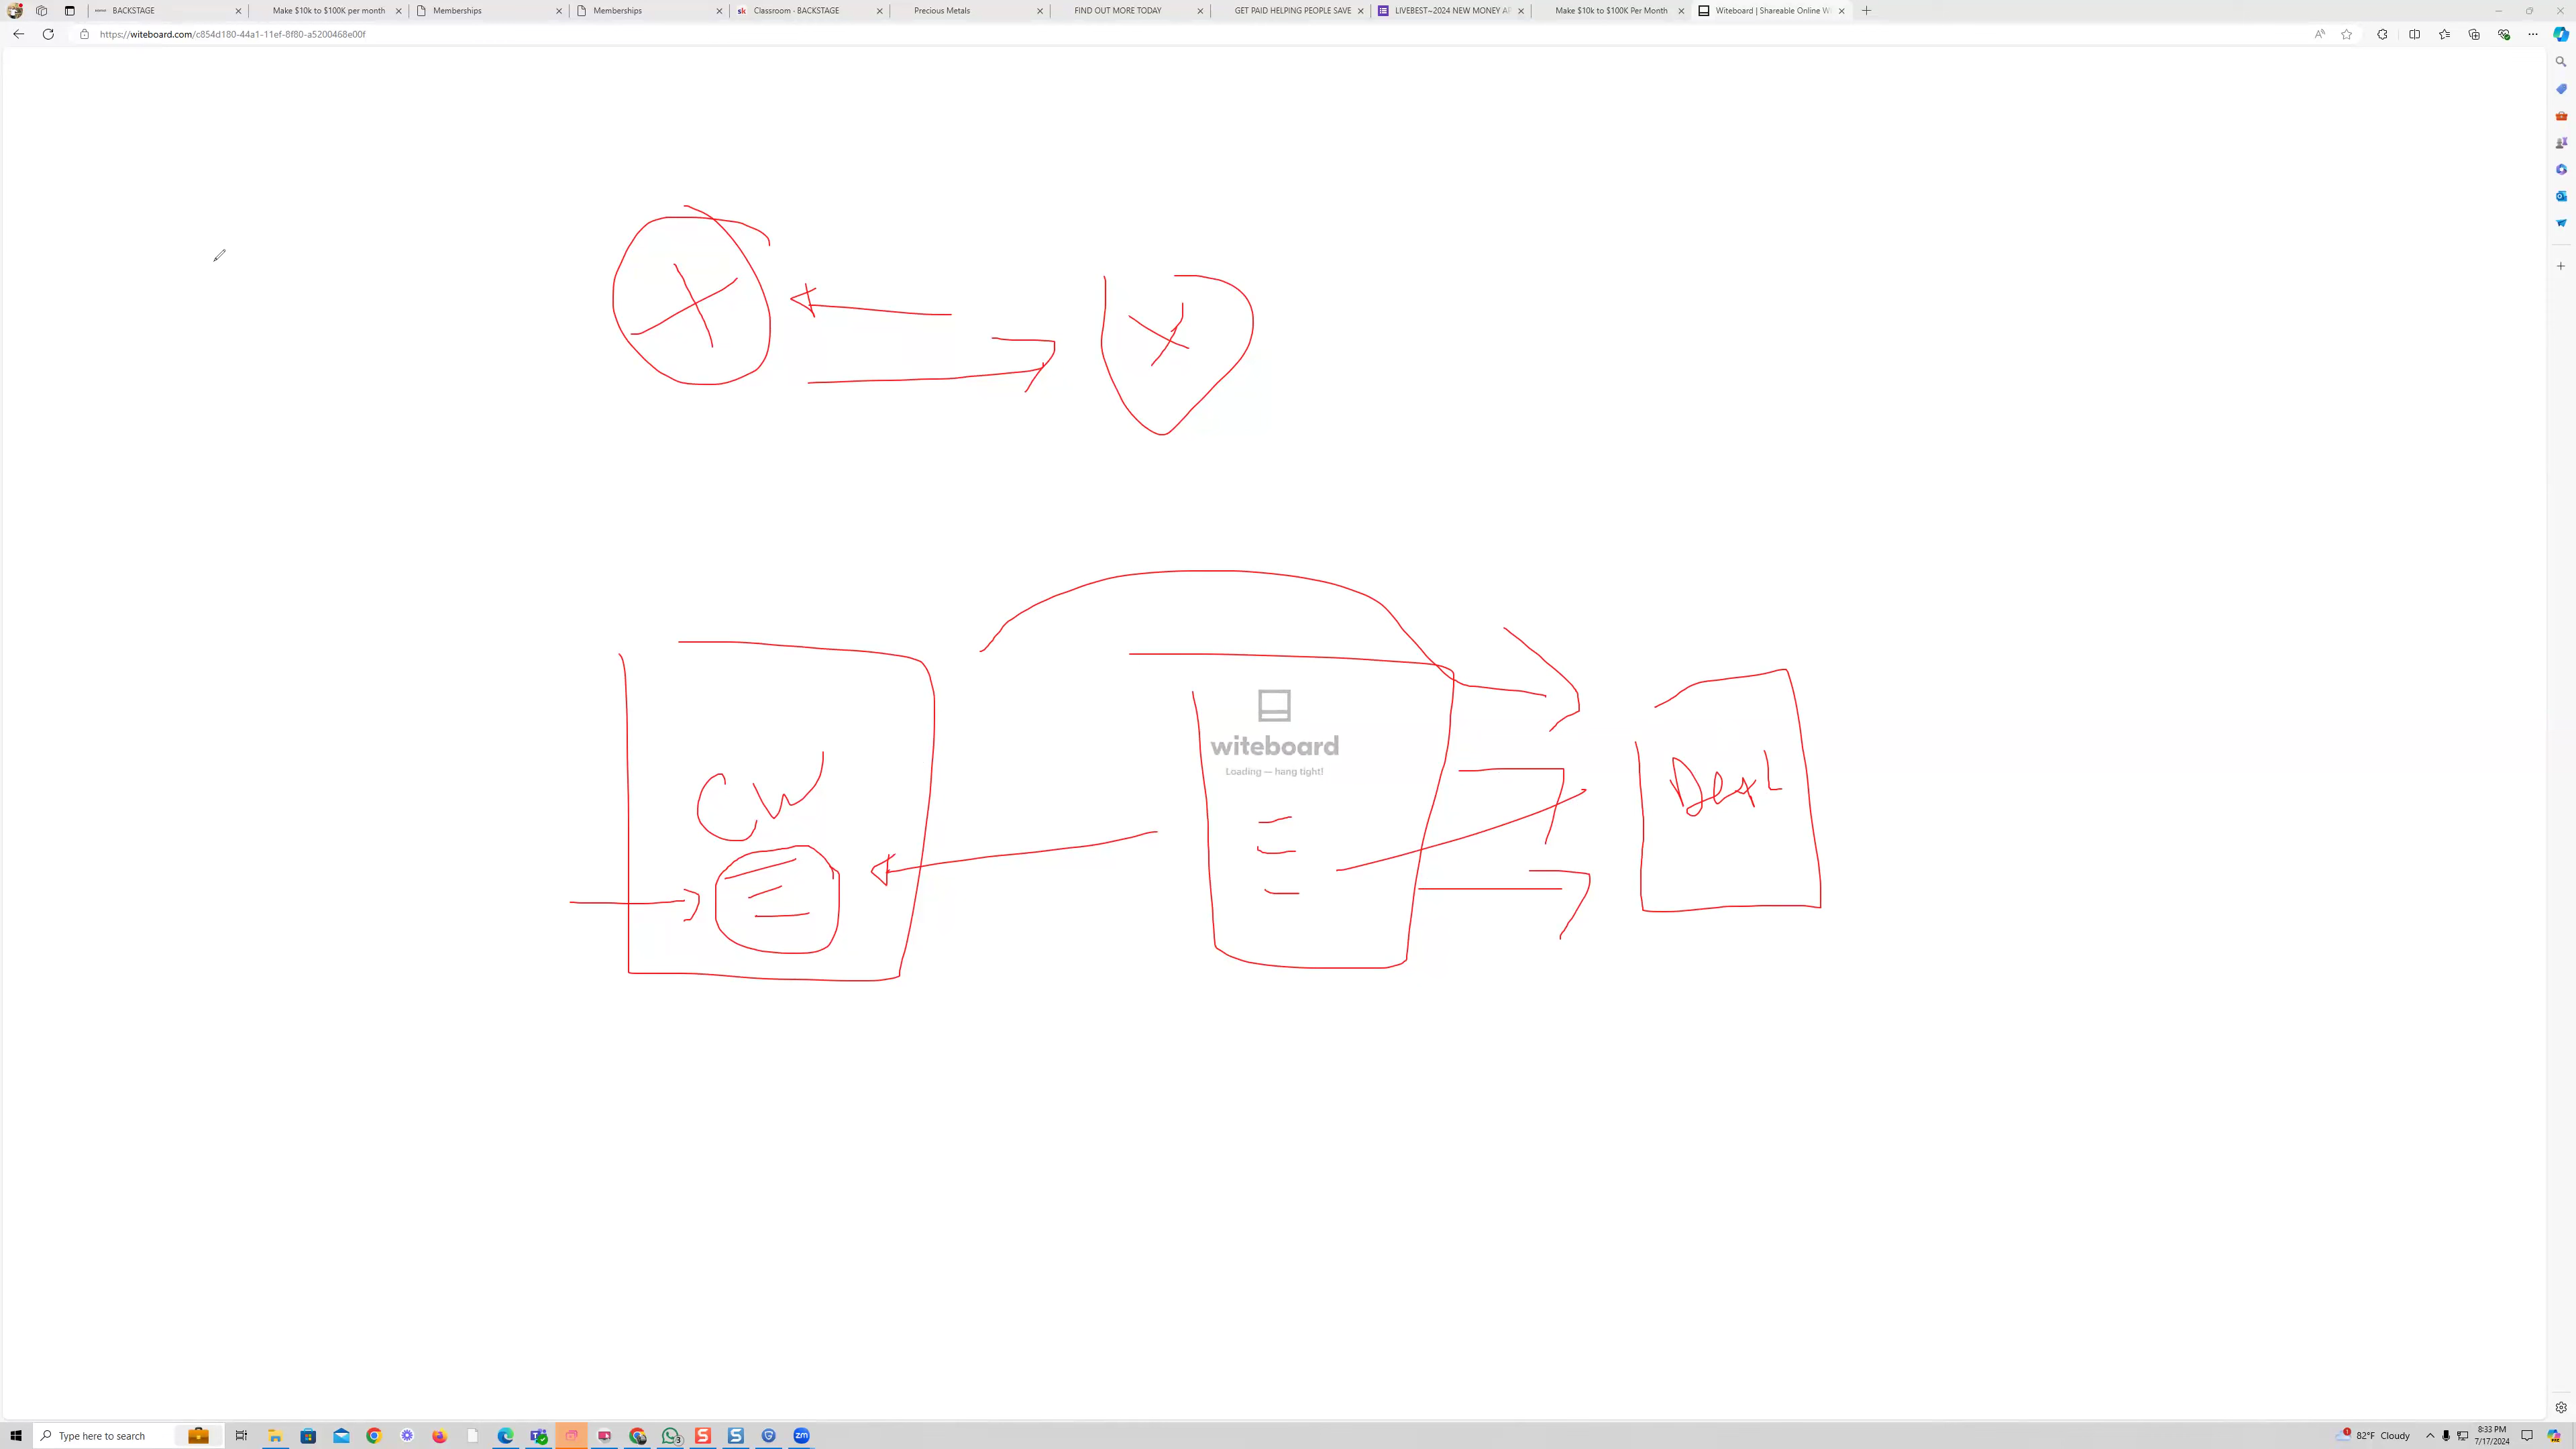 BACKSTAGE
Make $10k to $100K per month
Memberships
Memberships
sk Classroom - BACKSTAGE
Precious Metals
FIND OUT MORE TODAY
GET PAID HELPING PEOPLE SAVE
LIVEBEST~2024 NEW MONEY
Make $10k to $100K Per Month
Witeboard | Shareable Online
https://witeboard.com/c854d180-44a1-11ef-8f80-a5200468e00f
witeboard
Loading — hang tight!
CW
Type here to search
zm
82°F Cloudy
8:33 PM
7/17/2024